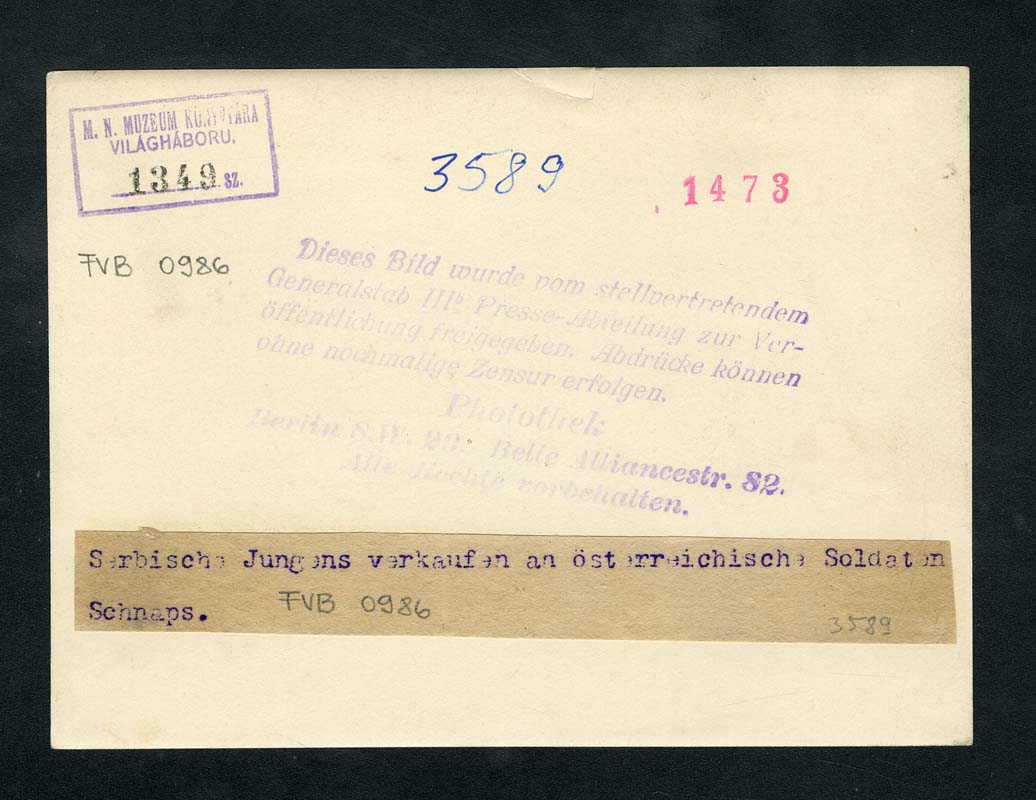 M. N. MUZEUM KÖNYVTÁRA
VILÁGHÁBORU.
1349 SZ.
3589
1473
FVB 0986
Dieses Bild wurde vom stellvertretendem
Generalstab IIIb Presse-Abteilung zur Ver-
öffentlichung freigegeben. Abdrücke können
ohne nochmalige Zensur erfolgen.
Photothek
Berlin S.W. 29. Belle Alliancestr. 82.
Alle Rechte vorbehalten.
Serbische Jungens verkaufen an österreichische Soldaten
Schnaps.
FVB 0986
3589